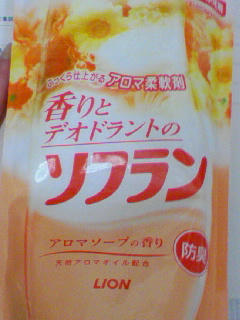 ふっくら仕上がる アロマ柔軟剤
香りと
デオドラントの
ソフラン
アロマソープの香り
天然アロマオイル配合
防臭
LION